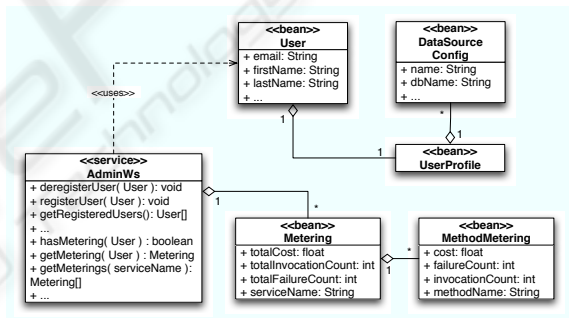 <<bean>>
User
+ email: String
+ firstName: String
+ lastName: String
+ ...
<<bean>>
DataSource
Config
+ name: String
+ dbName: String
+ ...
<<uses>>
1
1
*
1
<<bean>>
UserProfile
<<service>>
AdminWs
+ deregisterUser( User ): void
+ registerUser( User ): void
+ getRegisteredUsers(): User[]
+ ...
+ hasMetering( User ) : boolean
+ getMetering( User ) : Metering
+ getMeterings( serviceName ):
Metering[]
+ ...
1
*
<<bean>>
Metering
+ totalCost: float
+ totalInvocationCount: int
+ totalFailureCount: int
+ serviceName: String
1
*
<<bean>>
MethodMetering
+ cost: float
+ failureCount: int
+ invocationCount: int
+ methodName: String